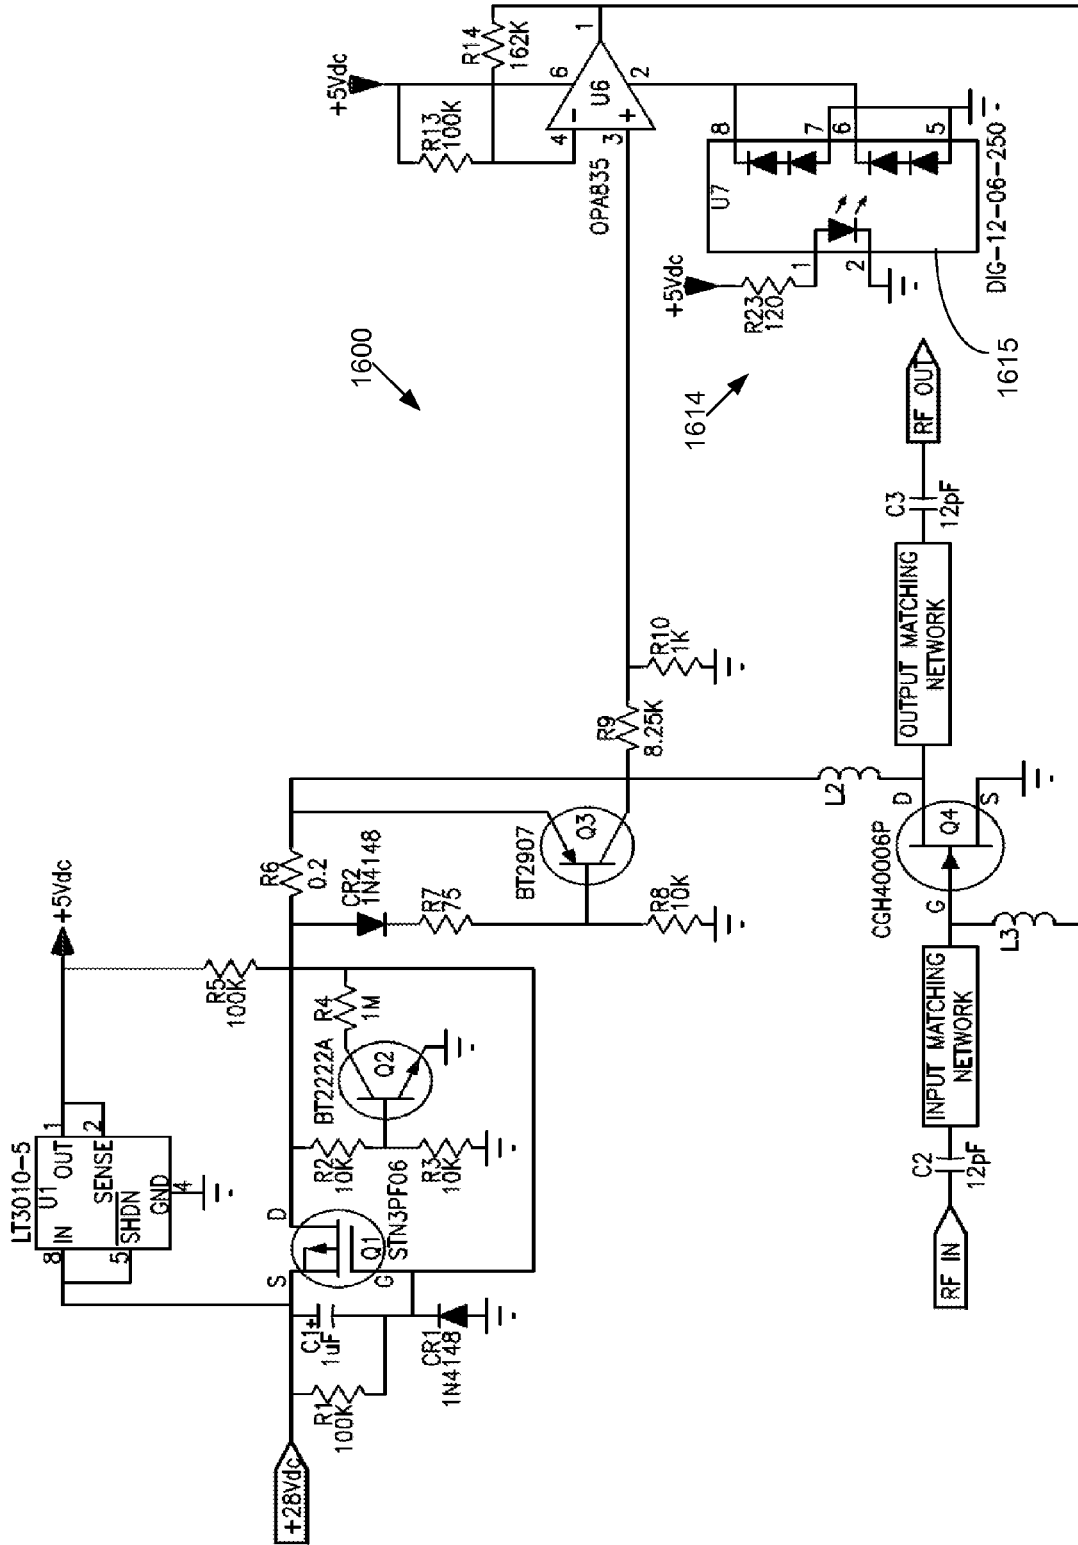 LT3010-5
U1
8
IN
OUT
1
SENSE
2
5
SHDN
GND
4
+5Vdc
R5
100K
+28Vdc
R1
100K
C1
+
1uF
CR1
1N4148
S
D
G
Q1
STN3PF06
R2
10K
R3
10K
BT2222A
Q2
R4
1M
R6
0.2
CR2
1N4148
R7
75
R8
10K
BT2907
Q3
R9
8.25K
R10
1K
1600
+5Vdc
R13
100K
R14
162K
4
-
3
+
U6
6
1
2
OPA835
1614
+5Vdc
R23
120
U7
1
2
8
7
6
5
DIG-12-06-250
1615
RF IN
C2
12pF
INPUT MATCHING
NETWORK
L3
CGH40006P
G
D
S
Q4
L2
OUTPUT MATCHING
NETWORK
C3
12pF
RF OUT